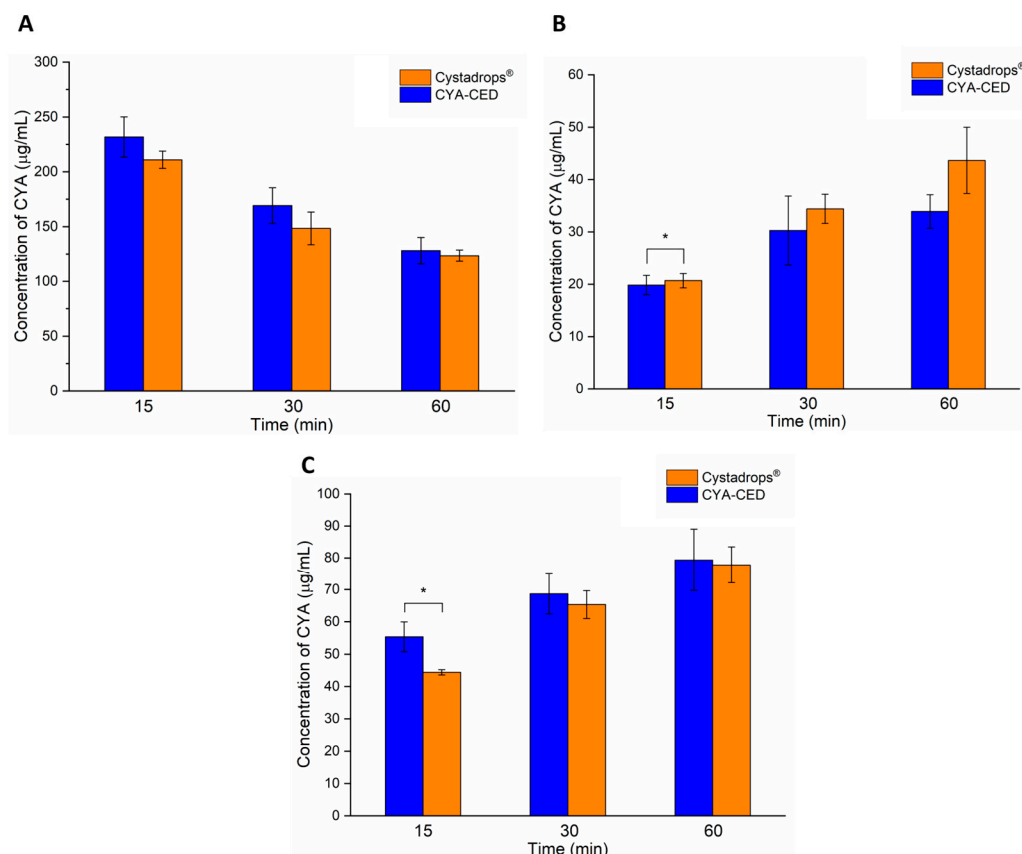 A
Cystadrops®
CYA-CED
Concentration of CYA (μg/mL)
300
250
200
150
100
50
0
15 30 60
Time (min)
B
Cystadrops®
CYA-CED
Concentration of CYA (μg/mL)
60
50
40
30
20
10
0
*
15 30 60
Time (min)
C
Cystadrops®
CYA-CED
Concentration of CYA (μg/mL)
100
90
80
70
60
50
40
30
20
10
0
*
15 30 60
Time (min)